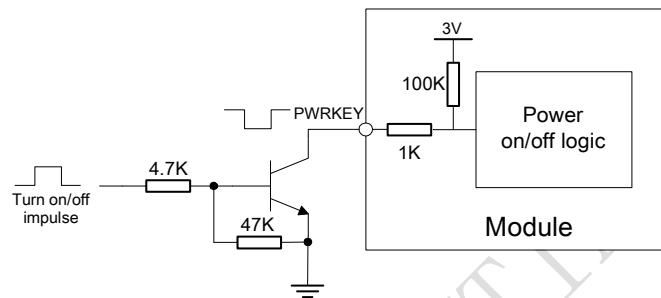 3V
100K
Power
on/off logic
PWRKEY
1K
4.7K
Turn on/off
impulse
47K
Module